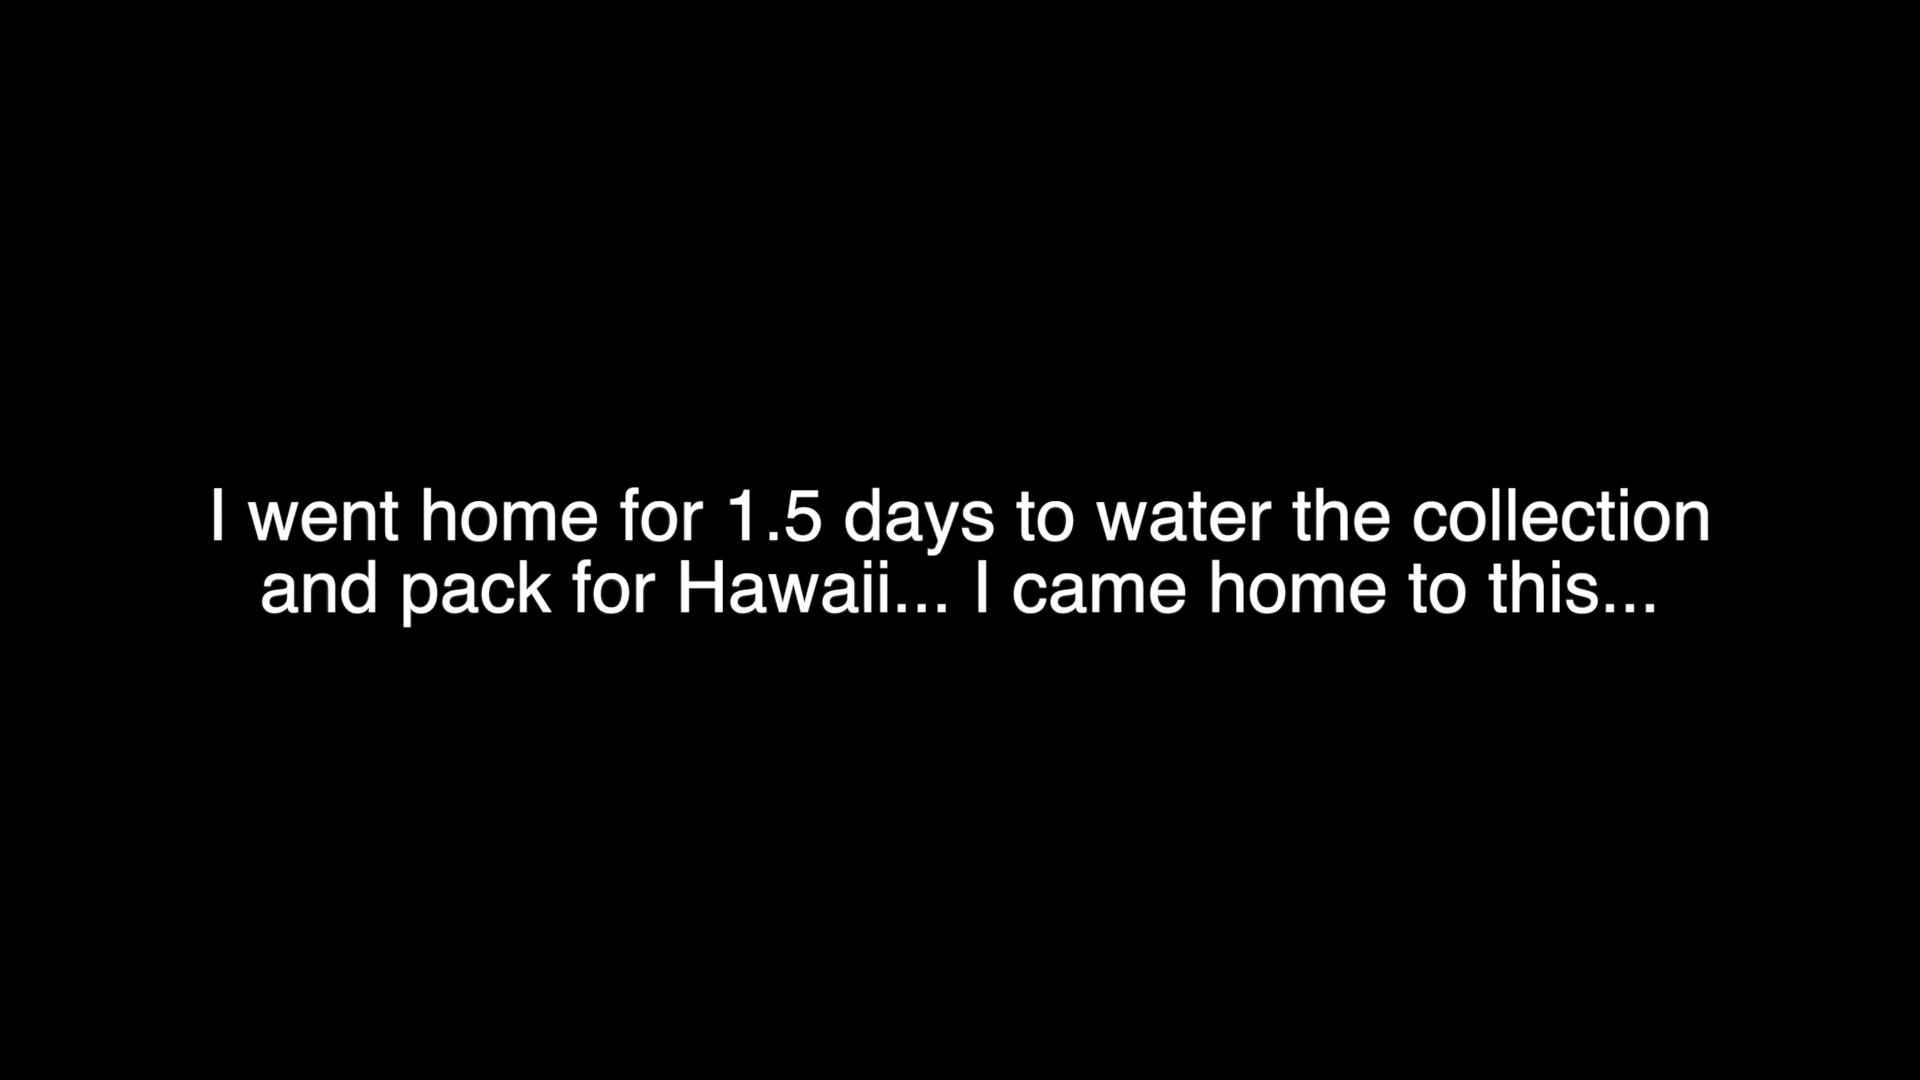 I went home for 1.5 days to water the collection
and pack for Hawaii... I came home to this...